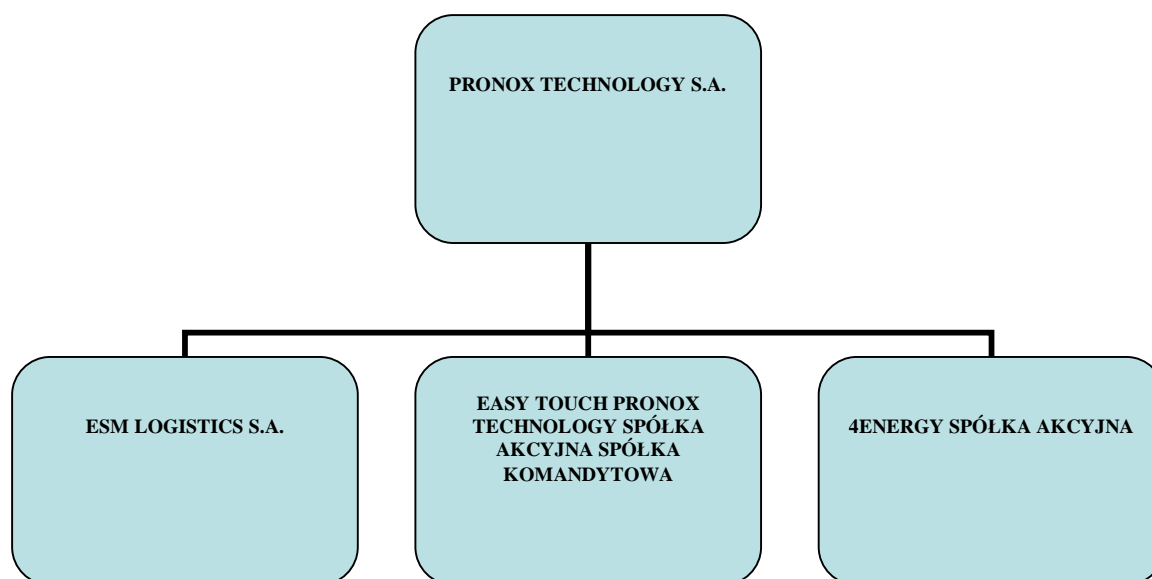 PRONOX TECHNOLOGY S.A.
ESM LOGISTICS S.A.
EASY TOUCH PRONOX
TECHNOLOGY SPÓŁKA
AKCYJNA SPÓŁKA
KOMANDYTOWA
4ENERGY SPÓŁKA AKCYJNA